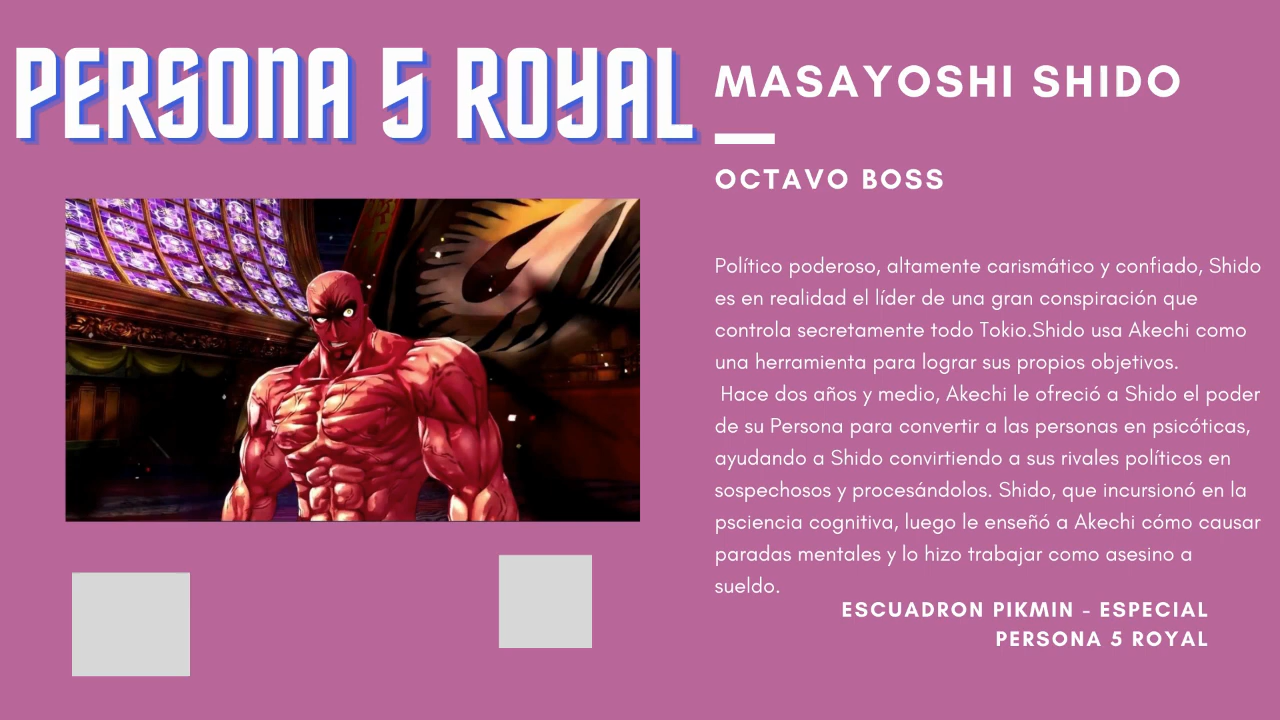 PERSONA 5 ROYAL
MASAYOSHI SHIDO
OCTAVO BOSS
Político poderoso, altamente carismático y confiado, Shido
es en realidad el líder de una gran conspiración que
controla secretamente todo Tokio.Shido usa Akechi como
una herramienta para lograr sus propios objetivos.
Hace dos años y medio, Akechi le ofreció a Shido el poder
de su Persona para convertir a las personas en psicóticas,
ayudando a Shido convirtiendo a sus rivales políticos en
sospechosos y procesándolos. Shido, que incursionó en la
psciencia cognitiva, luego le enseñó a Akechi cómo causar
paradas mentales y lo hizo trabajar como asesino a
sueldo.
ESCUADRON PIKMIN - ESPECIAL
PERSONA 5 ROYAL